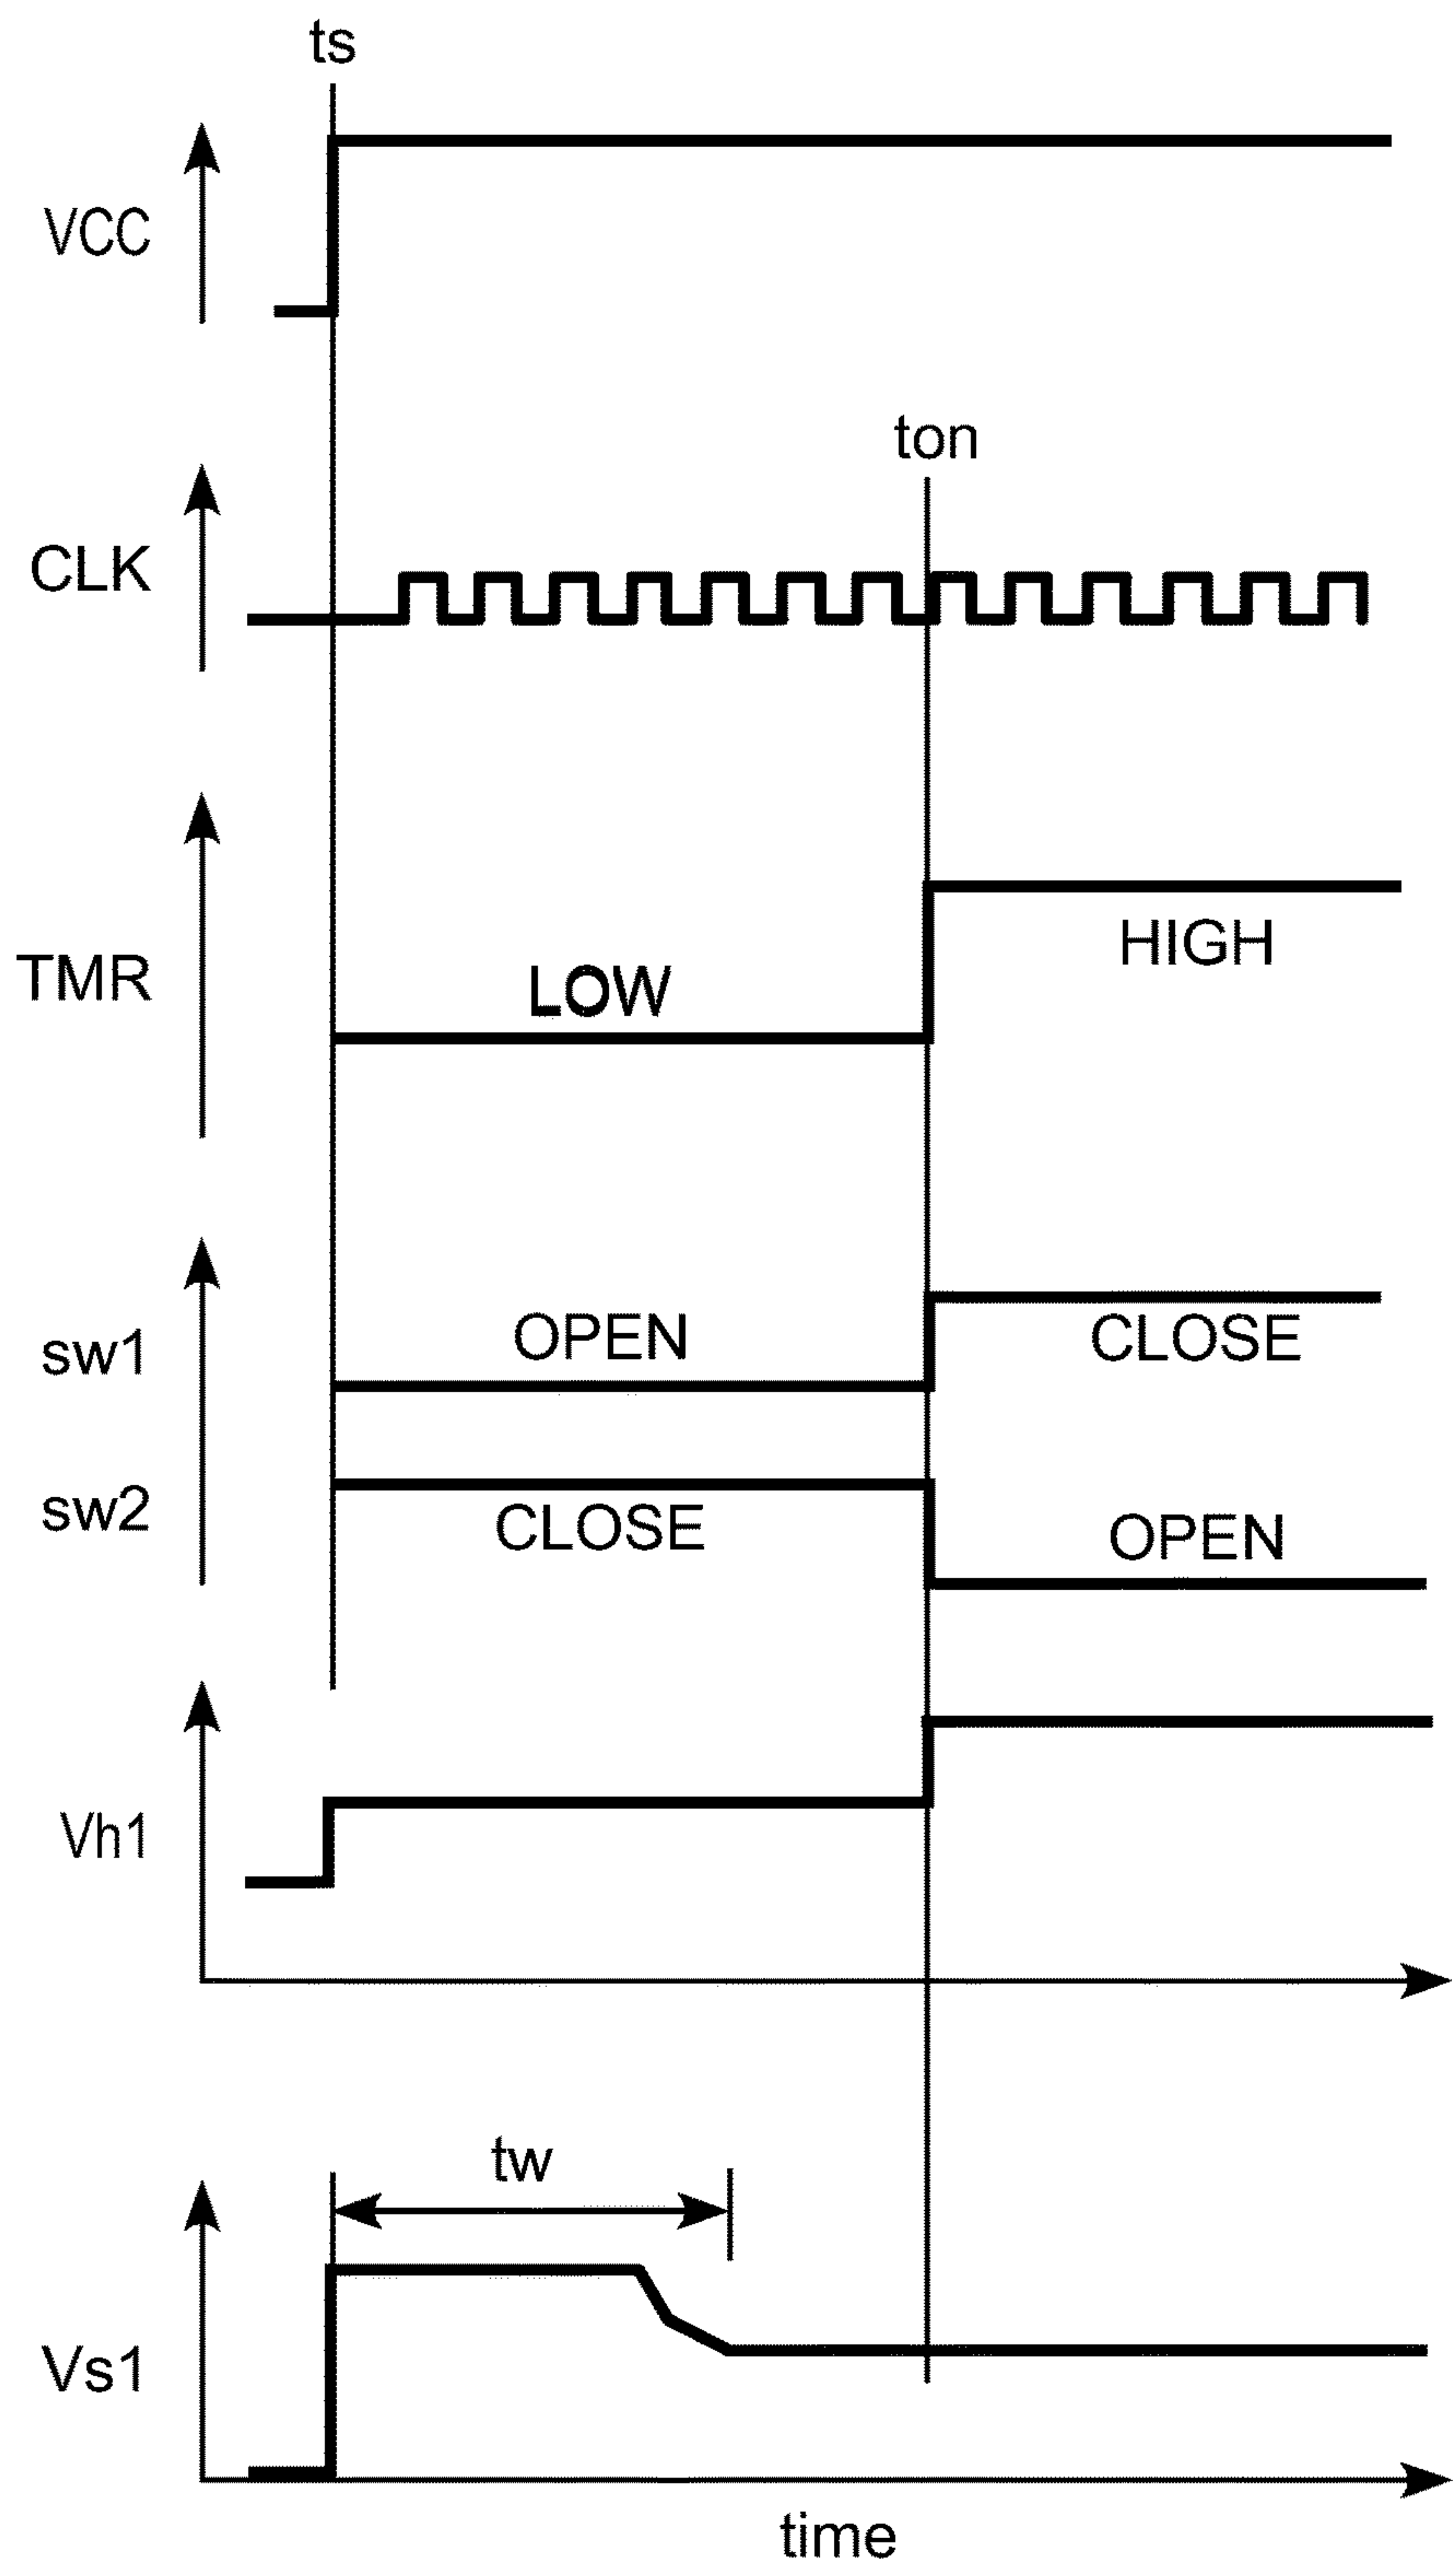 ts
VCC
ton
CLK
HIGH
TMR
LOW
OPEN
CLOSE
sw1
sw2
CLOSE
OPEN
Vh1
tw
Vs1
time